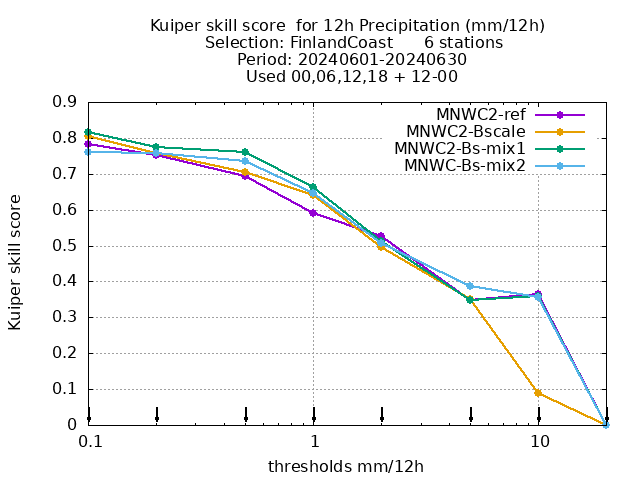 Kuiper skill score  for 12h Precipitation (mm/12h)
Selection: FinlandCoast      6 stations
Period: 20240601-20240630
Used 00,06,12,18 + 12-00
MNWC2-ref
MNWC2-Bscale
MNWC2-Bs-mix1
MNWC-Bs-mix2
Kuiper skill score
0.9
0.8
0.7
0.6
0.5
0.4
0.3
0.2
0.1
0
0.1 1 10
thresholds mm/12h